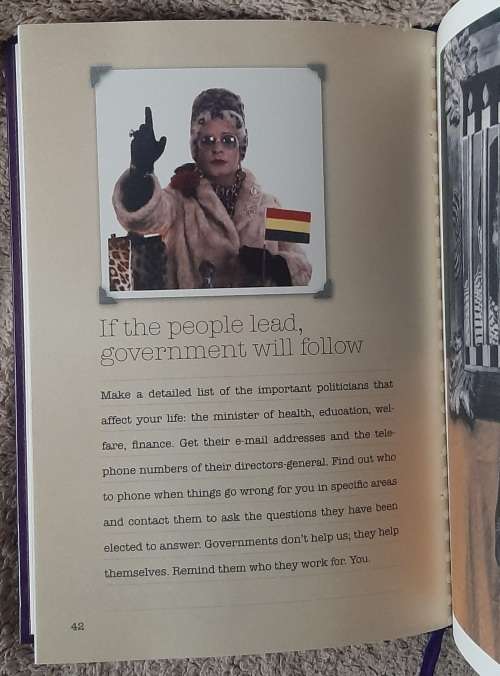 If the people lead,
government will follow
Make a detailed list of the important politicians that
affect your life: the minister of health, education, wel-
fare, finance. Get their e-mail addresses and the tele-
phone numbers of their directors-general. Find out who
to phone when things go wrong for you in specific areas
and contact them to ask the questions they have been
elected to answer. Governments don't help us; they help
themselves. Remind them who they work for. You.
42